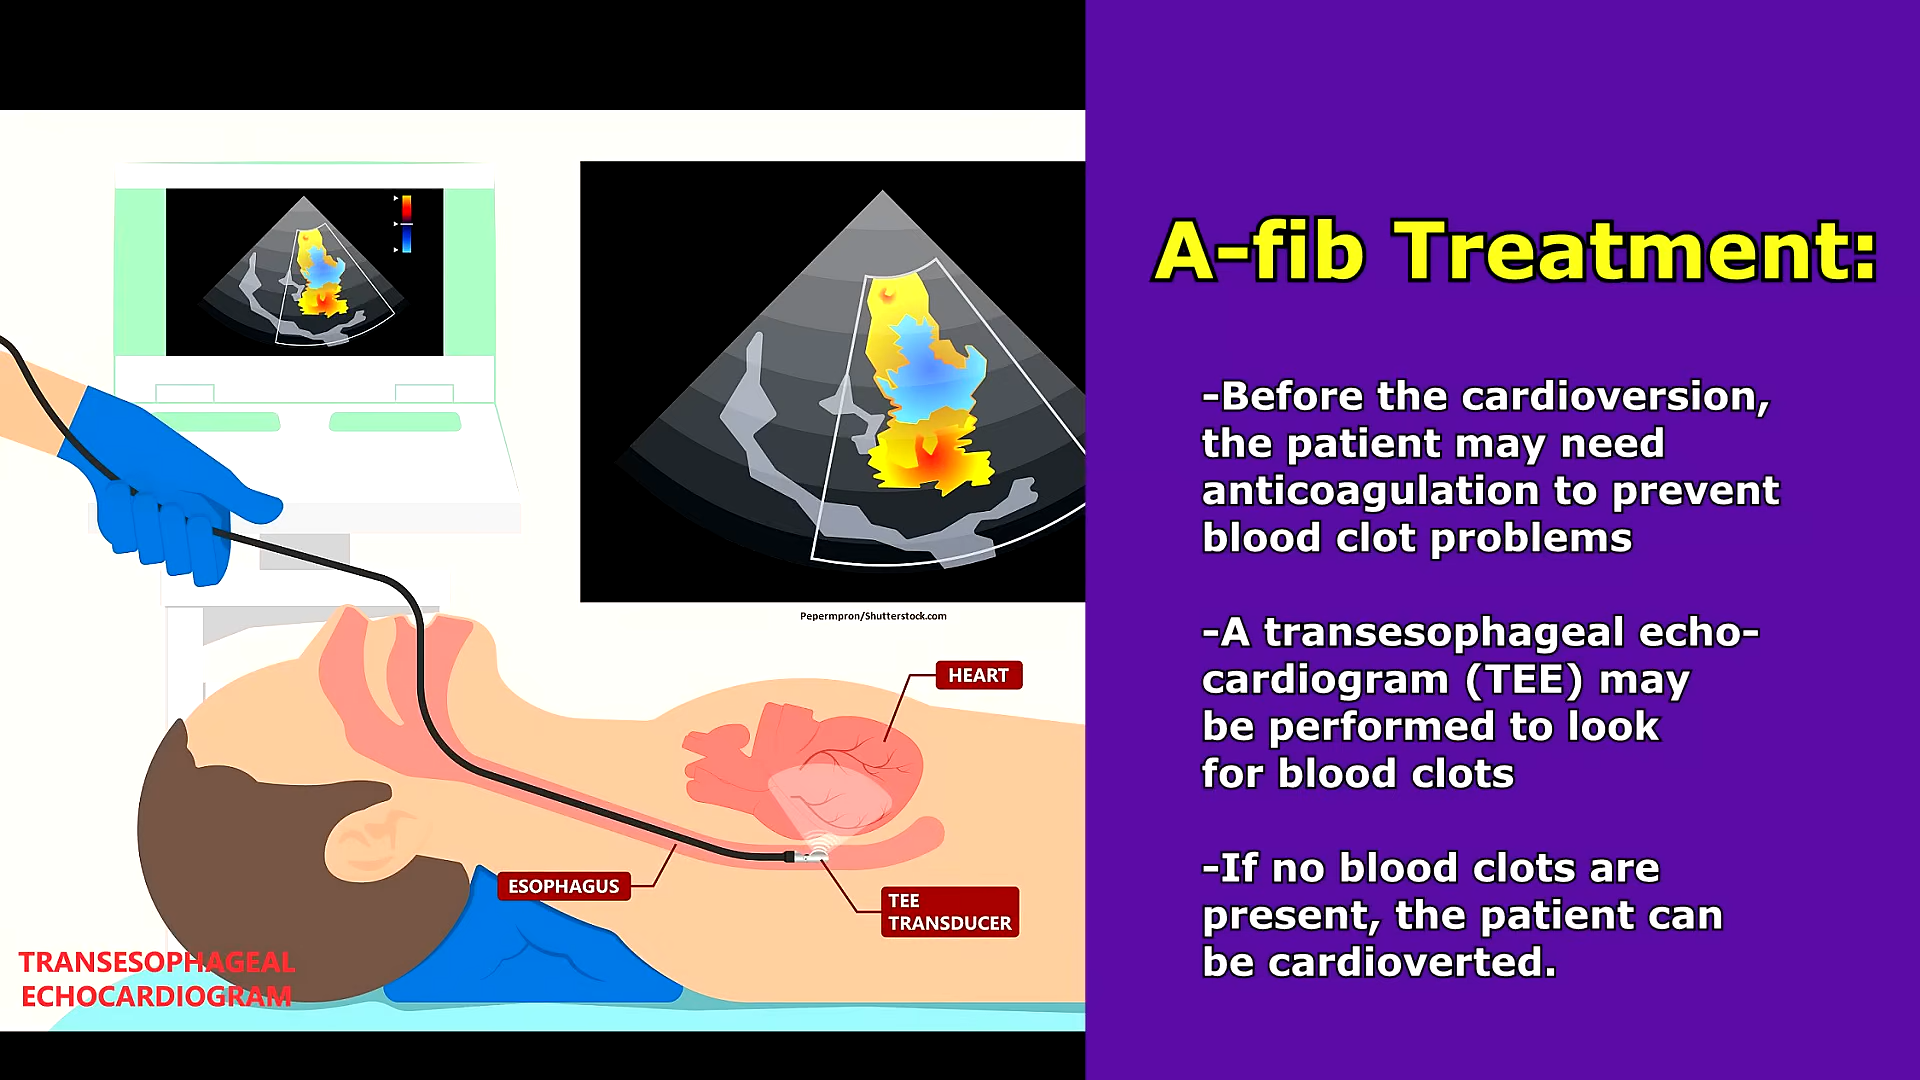 A-fib Treatment:
-Before the cardioversion,
the patient may need
anticoagulation to prevent
blood clot problems
-A transesophageal echo-
cardiogram (TEE) may
be performed to look
for blood clots
-If no blood clots are
present, the patient can
be cardioverted.
Pepermpron/Shutterstock.com
HEART
ESOPHAGUS
TEE
TRANSDUCER
TRANSESOPHAGEAL
ECHOCARDIOGRAM